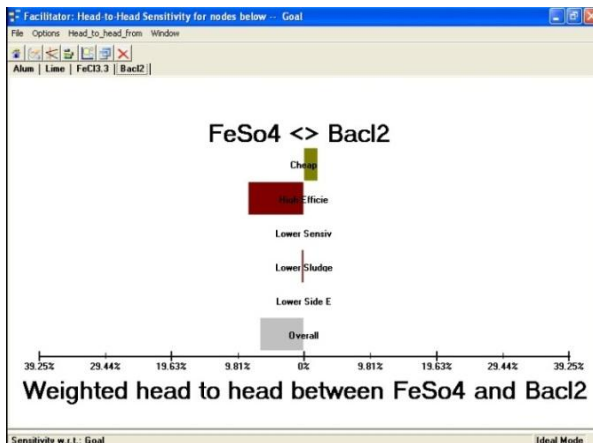 Facilitator: Head-to-Head Sensitivity for nodes below -- Goal
File Options Head_to_head_from Window
Alum | Lime | FeCl3.3 | Bacl2
FeSo4 <> Bacl2
Cheap
High Efficie
Lower Sensiv
Lower Sludge
Lower Side E
Overall
39.25% 29.44% 19.63% 9.81% 0% 9.81% 19.63% 29.44% 39.25%
Weighted head to head between FeSo4 and Bacl2
Sensitivity w.r.t.: Goal Ideal Mode